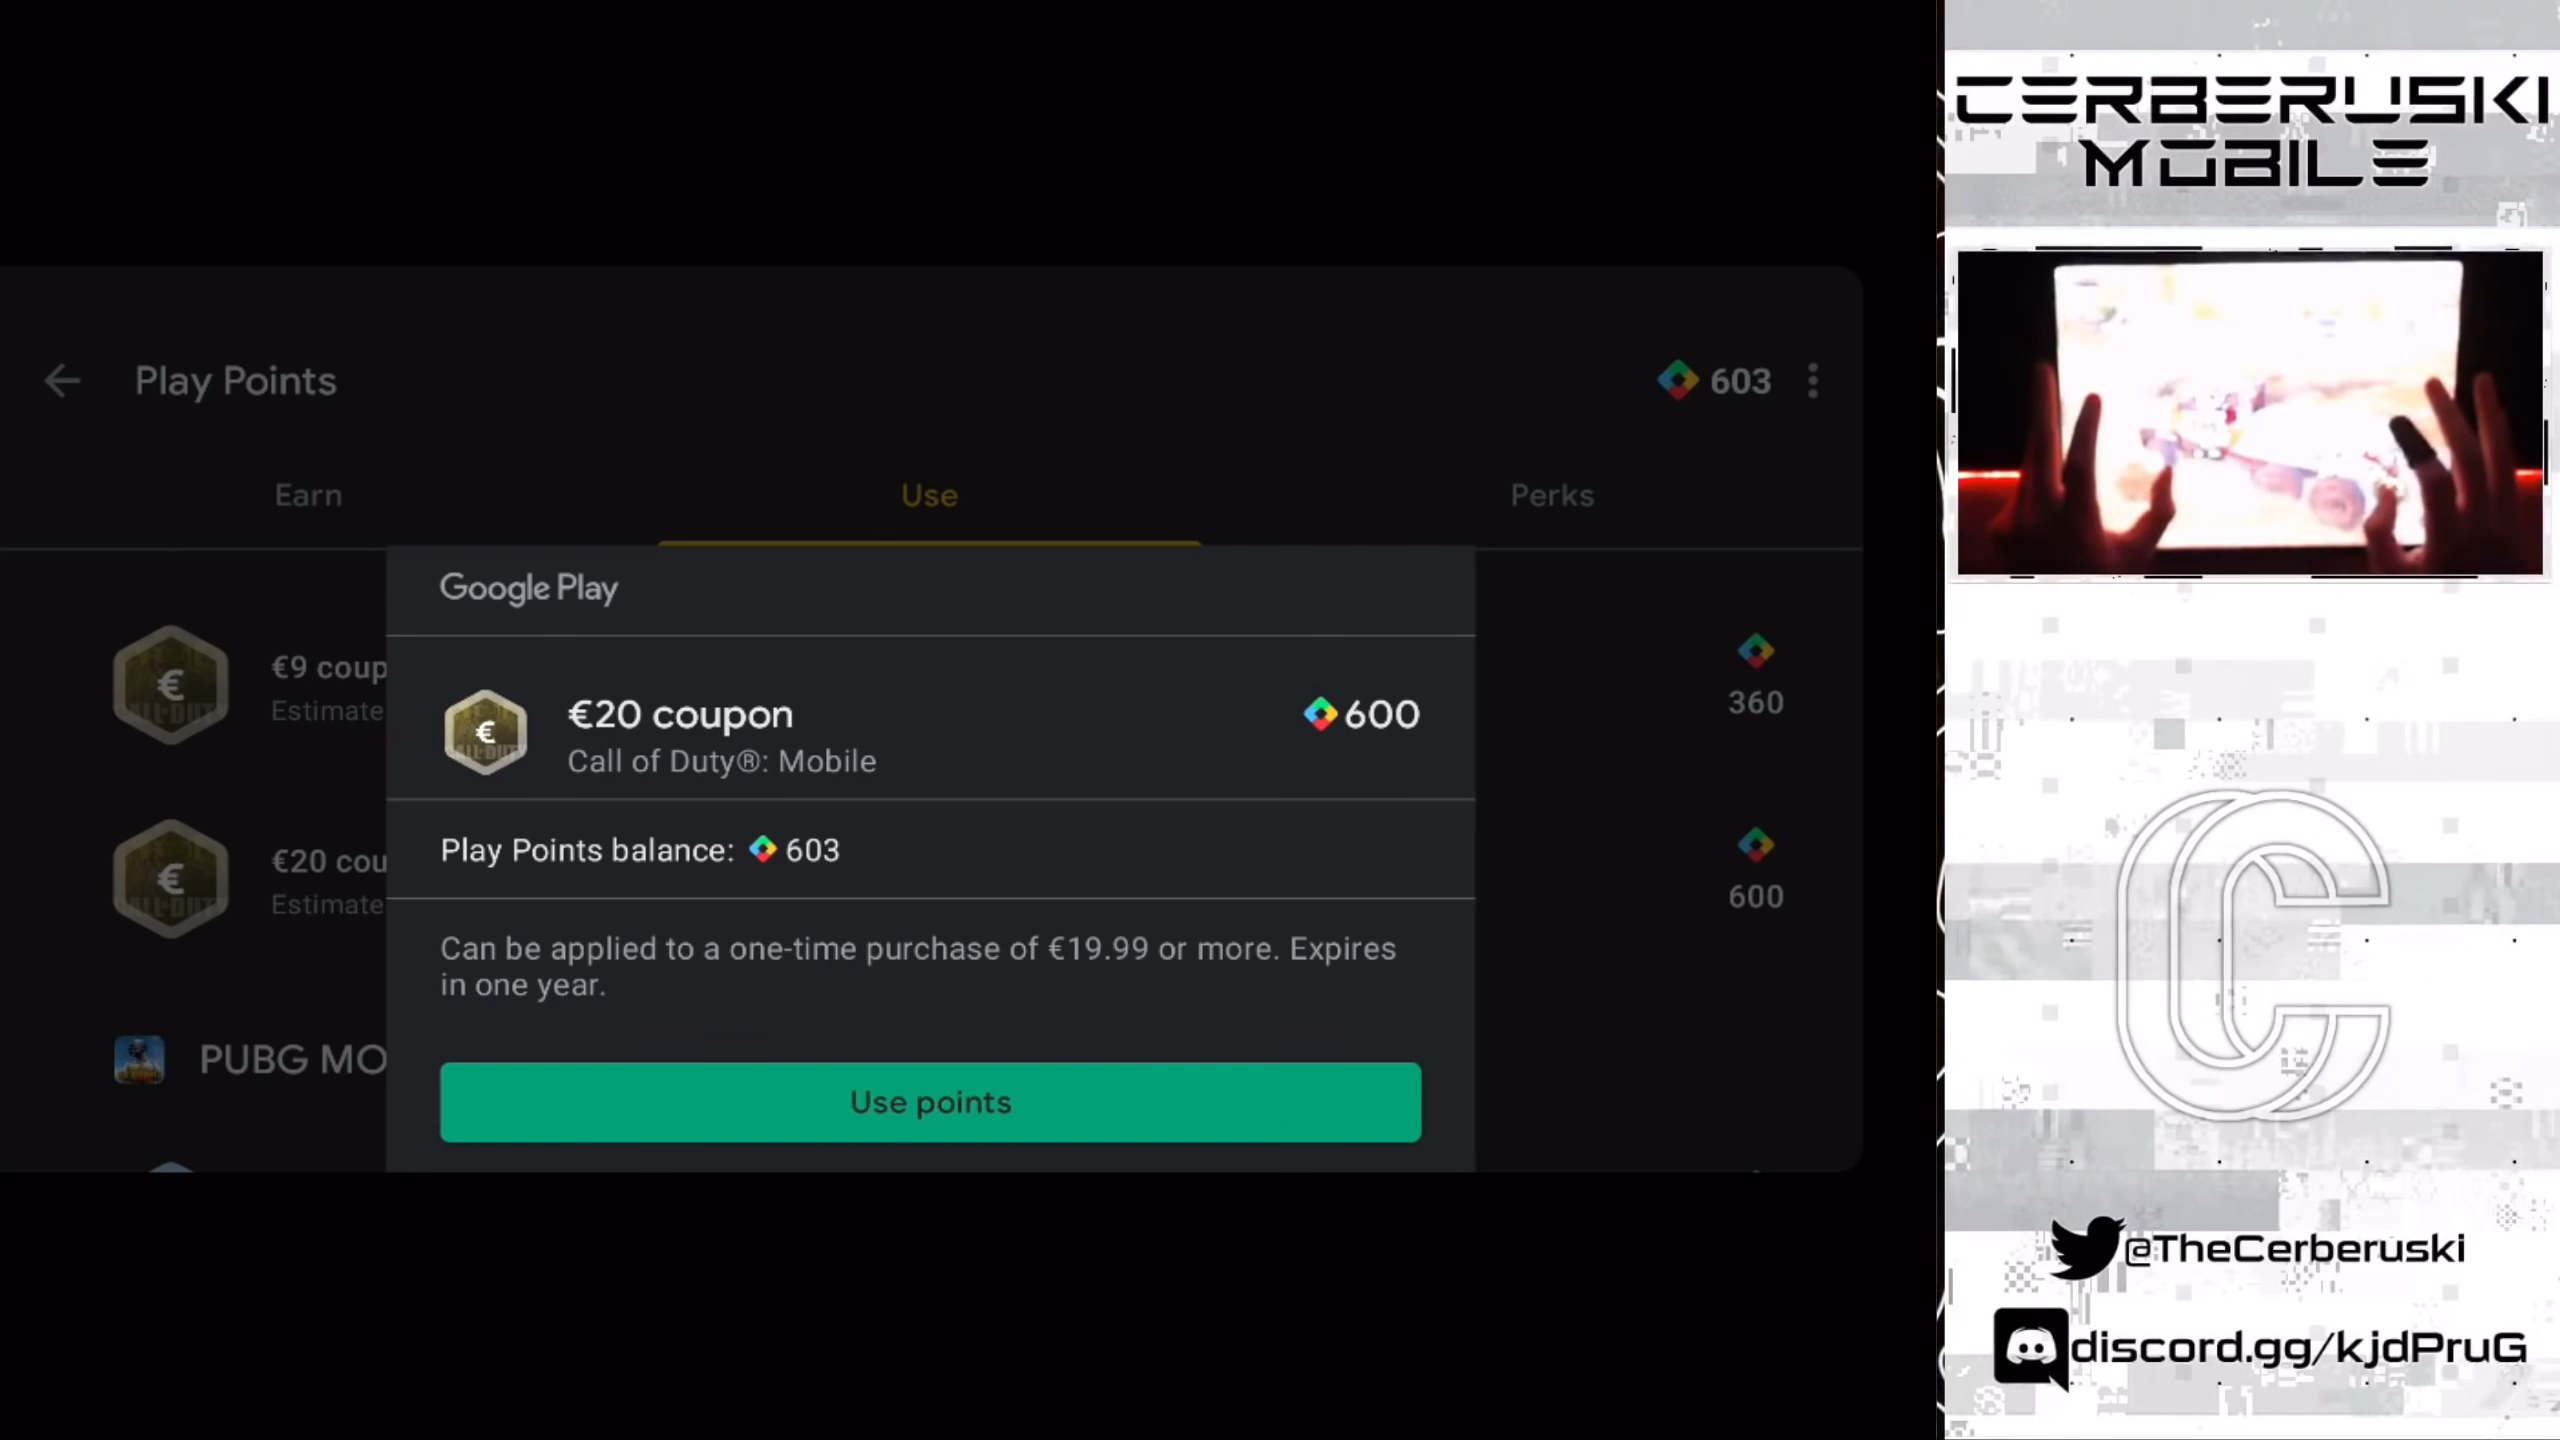 CERBERUSKI
MOBILE
Play Points
603
Earn
Use
Perks
Google Play
€9 coup
Estimate
360
€20 coupon
600
Call of Duty®: Mobile
Play Points balance: 603
€20 cou
Estimate
600
Can be applied to a one-time purchase of €19.99 or more. Expires
in one year.
PUBG MO
Use points
@TheCerberuski
discord.gg/kjdPruG